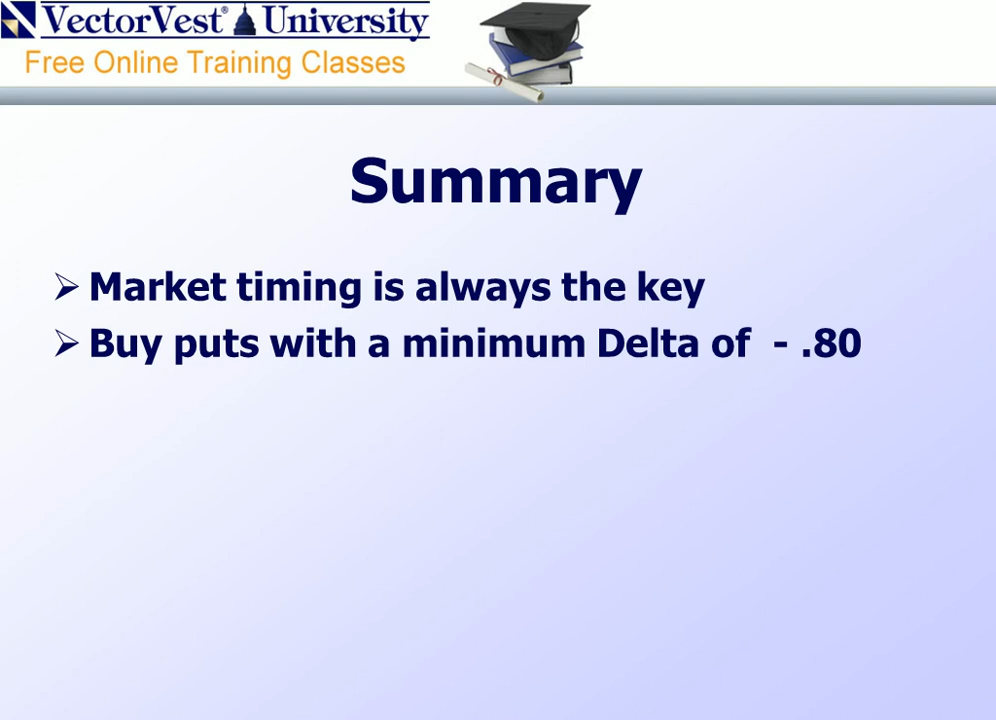 VectorVest® University
Free Online Training Classes
Summary
Market timing is always the key
Buy puts with a minimum Delta of - .80